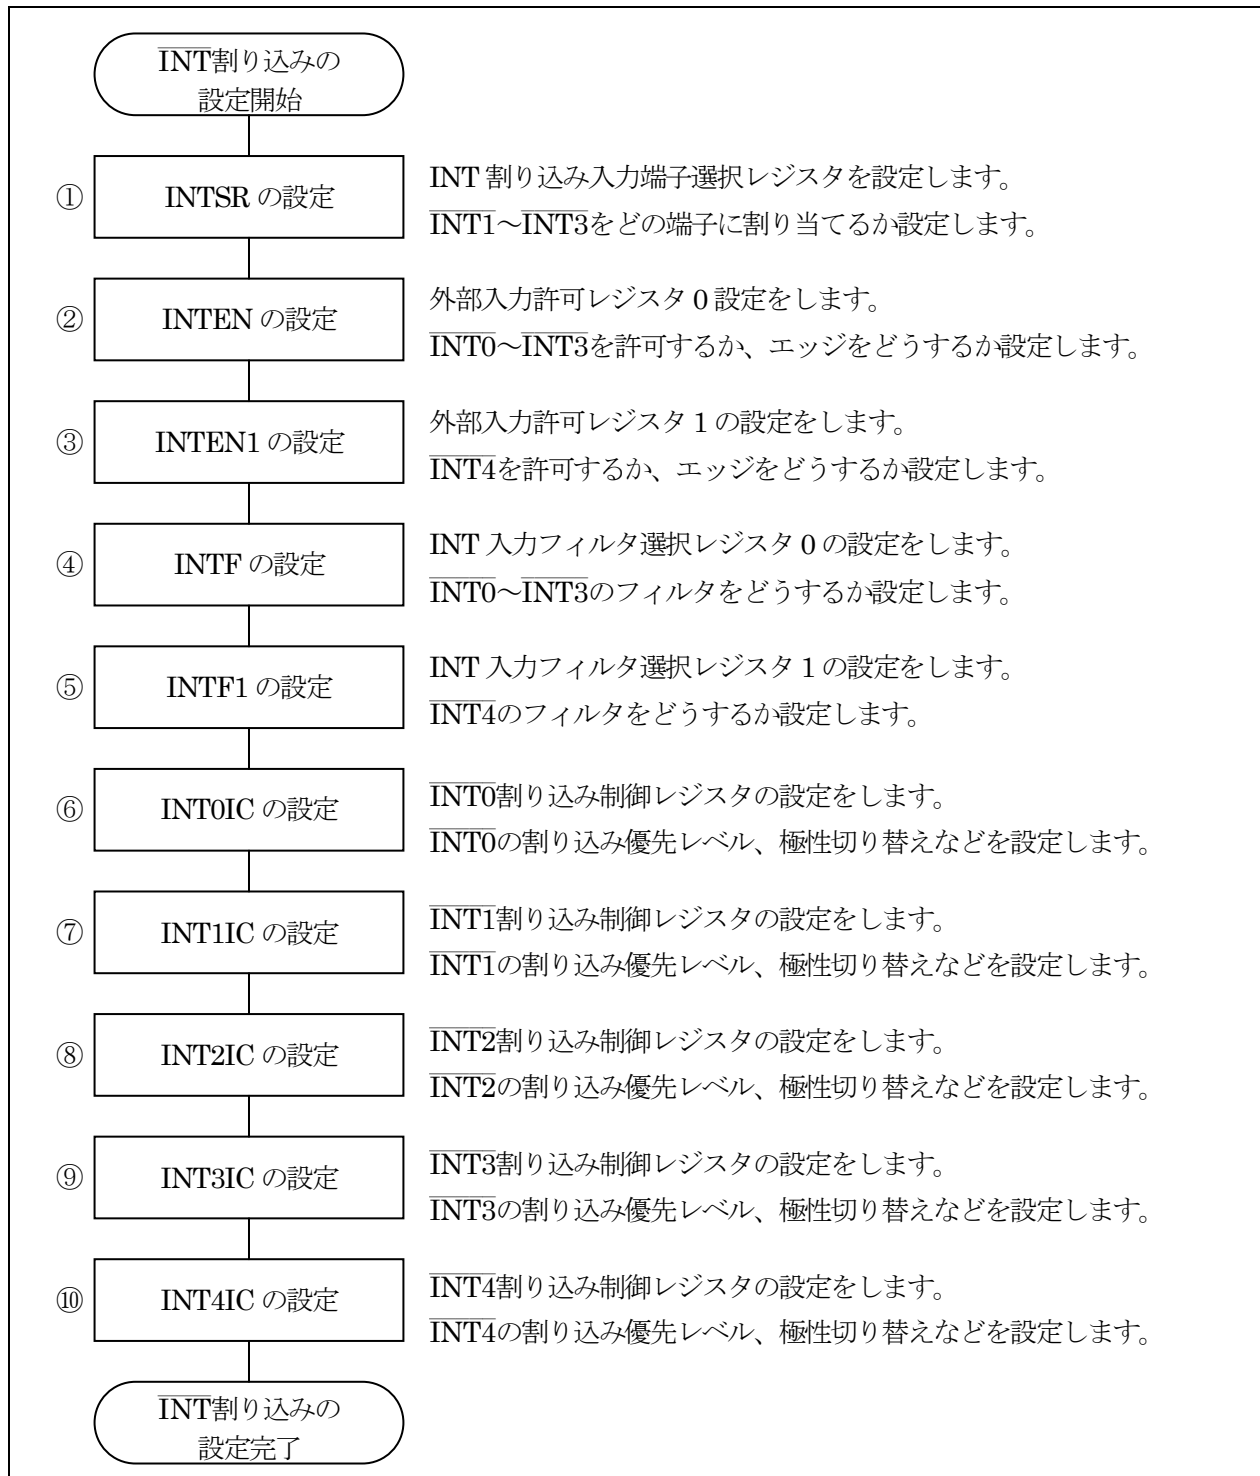 INT割り込みの
設定開始
① INTSR の設定
INT 割り込み入力端子選択レジスタを設定します。
INT1～INT3をどの端子に割り当てるか設定します。
② INTEN の設定
外部入力許可レジスタ 0 設定をします。
INT0～INT3を許可するか、エッジをどうするか設定します。
③ INTEN1 の設定
外部入力許可レジスタ 1 の設定をします。
INT4を許可するか、エッジをどうするか設定します。
④ INTF の設定
INT 入力フィルタ選択レジスタ 0 の設定をします。
INT0～INT3のフィルタをどうするか設定します。
⑤ INTF1 の設定
INT 入力フィルタ選択レジスタ 1 の設定をします。
INT4のフィルタをどうするか設定します。
⑥ INT0IC の設定
INT0割り込み制御レジスタの設定をします。
INT0の割り込み優先レベル、極性切り替えなどを設定します。
⑦ INT1IC の設定
INT1割り込み制御レジスタの設定をします。
INT1の割り込み優先レベル、極性切り替えなどを設定します。
⑧ INT2IC の設定
INT2割り込み制御レジスタの設定をします。
INT2の割り込み優先レベル、極性切り替えなどを設定します。
⑨ INT3IC の設定
INT3割り込み制御レジスタの設定をします。
INT3の割り込み優先レベル、極性切り替えなどを設定します。
⑩ INT4IC の設定
INT4割り込み制御レジスタの設定をします。
INT4の割り込み優先レベル、極性切り替えなどを設定します。
INT割り込みの
設定完了